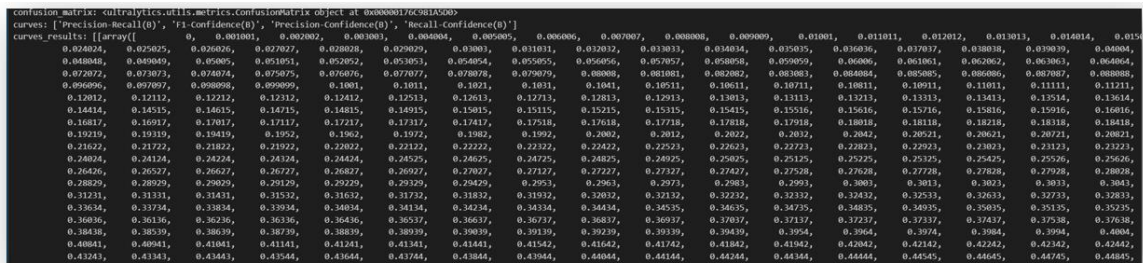 confusion_matrix: <ultralytics.utils.metrics.ConfusionMatrix object at 0x00000176C981A5D0>
curves: ['Precision-Recall(B)', 'F1-Confidence(B)', 'Precision-Confidence(B)', 'Recall-Confidence(B)']
curves_results: [[array([ 0, 0.001001, 0.002002, 0.003003, 0.004004, 0.005005, 0.006006, 0.007007, 0.008008, 0.009009, 0.01001, 0.011011, 0.012012, 0.013013, 0.014014, 0.0150
0.024024, 0.025025, 0.026026, 0.027027, 0.028028, 0.029029, 0.03003, 0.031031, 0.032032, 0.033033, 0.034034, 0.035035, 0.036036, 0.037037, 0.038038, 0.039039, 0.04004,
0.048048, 0.049049, 0.05005, 0.051051, 0.052052, 0.053053, 0.054054, 0.055055, 0.056056, 0.057057, 0.058058, 0.059059, 0.06006, 0.061061, 0.062062, 0.063063, 0.064064,
0.072072, 0.073073, 0.074074, 0.075075, 0.076076, 0.077077, 0.078078, 0.079079, 0.08008, 0.081081, 0.082082, 0.083083, 0.084084, 0.085085, 0.086086, 0.087087, 0.088088,
0.096096, 0.097097, 0.098098, 0.099099, 0.1001, 0.1011, 0.1021, 0.1031, 0.1041, 0.10511, 0.10611, 0.10711, 0.10811, 0.10911, 0.11011, 0.11111, 0.11211,
0.12012, 0.12112, 0.12212, 0.12312, 0.12412, 0.12513, 0.12613, 0.12713, 0.12813, 0.12913, 0.13013, 0.13113, 0.13213, 0.13313, 0.13413, 0.13514, 0.13614,
0.14414, 0.14515, 0.14615, 0.14715, 0.14815, 0.14915, 0.15015, 0.15115, 0.15215, 0.15315, 0.15415, 0.15516, 0.15616, 0.15716, 0.15816, 0.15916, 0.16016,
0.16817, 0.16917, 0.17017, 0.17117, 0.17217, 0.17317, 0.17417, 0.17518, 0.17618, 0.17718, 0.17818, 0.17918, 0.18018, 0.18118, 0.18218, 0.18318, 0.18418,
0.19219, 0.19319, 0.19419, 0.1952, 0.1962, 0.1972, 0.1982, 0.1992, 0.2002, 0.2012, 0.2022, 0.2032, 0.2042, 0.20521, 0.20621, 0.20721, 0.20821,
0.21622, 0.21722, 0.21822, 0.21922, 0.22022, 0.22122, 0.22222, 0.22322, 0.22422, 0.22523, 0.22623, 0.22723, 0.22823, 0.22923, 0.23023, 0.23123, 0.23223,
0.24024, 0.24124, 0.24224, 0.24324, 0.24424, 0.24525, 0.24625, 0.24725, 0.24825, 0.24925, 0.25025, 0.25125, 0.25225, 0.25325, 0.25425, 0.25526, 0.25626,
0.26426, 0.26527, 0.26627, 0.26727, 0.26827, 0.26927, 0.27027, 0.27127, 0.27227, 0.27327, 0.27427, 0.27528, 0.27628, 0.27728, 0.27828, 0.27928, 0.28028,
0.28829, 0.28929, 0.29029, 0.29129, 0.29229, 0.29329, 0.29429, 0.2953, 0.2963, 0.2973, 0.2983, 0.2993, 0.3003, 0.3013, 0.3023, 0.3033, 0.3043,
0.31231, 0.31331, 0.31431, 0.31532, 0.31632, 0.31732, 0.31832, 0.31932, 0.32032, 0.32132, 0.32232, 0.32332, 0.32432, 0.32533, 0.32633, 0.32733, 0.32833,
0.33634, 0.33734, 0.33834, 0.33934, 0.34034, 0.34134, 0.34234, 0.34334, 0.34434, 0.34535, 0.34635, 0.34735, 0.34835, 0.34935, 0.35035, 0.35135, 0.35235,
0.36036, 0.36136, 0.36236, 0.36336, 0.36436, 0.36537, 0.36637, 0.36737, 0.36837, 0.36937, 0.37037, 0.37137, 0.37237, 0.37337, 0.37437, 0.37538, 0.37638,
0.38438, 0.38539, 0.38639, 0.38739, 0.38839, 0.38939, 0.39039, 0.39139, 0.39239, 0.39339, 0.39439, 0.3954, 0.3964, 0.3974, 0.3984, 0.3994, 0.4004,
0.40841, 0.40941, 0.41041, 0.41141, 0.41241, 0.41341, 0.41441, 0.41542, 0.41642, 0.41742, 0.41842, 0.41942, 0.42042, 0.42142, 0.42242, 0.42342, 0.42442,
0.43243, 0.43343, 0.43443, 0.43544, 0.43644, 0.43744, 0.43844, 0.43944, 0.44044, 0.44144, 0.44244, 0.44344, 0.44444, 0.44545, 0.44645, 0.44745, 0.44845,